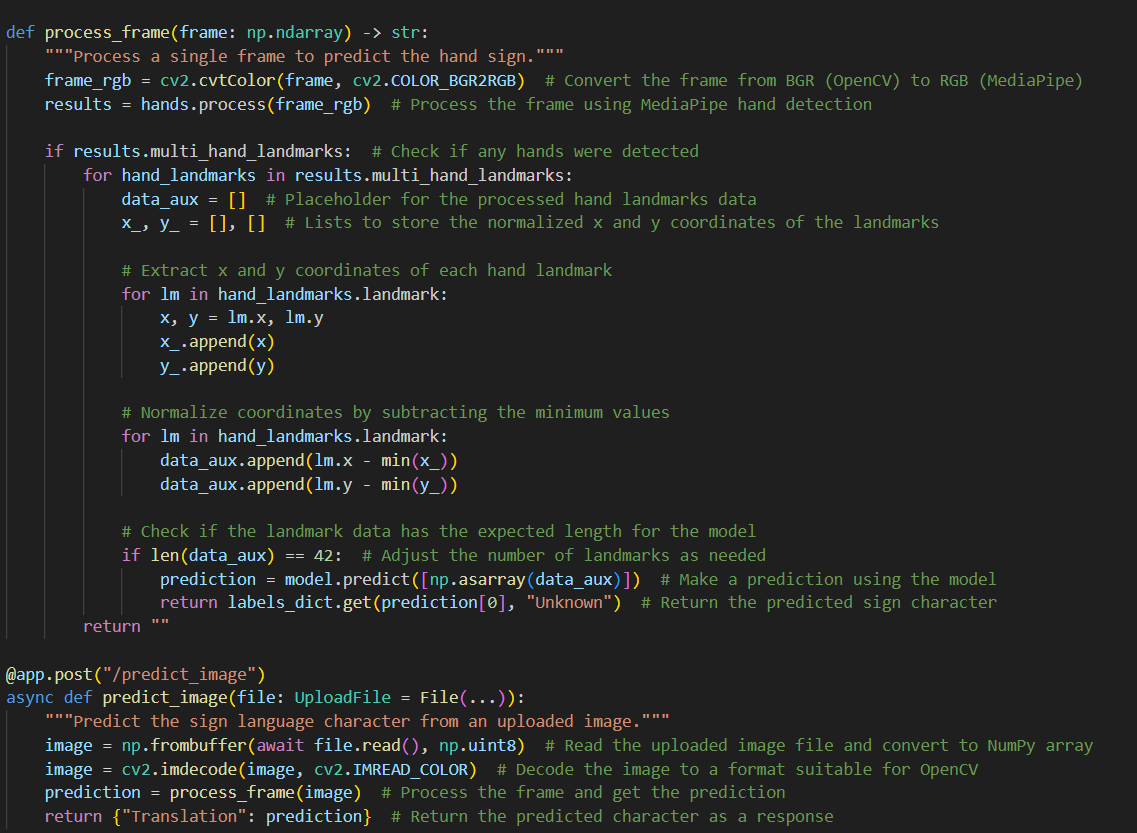 def process_frame(frame: np.ndarray) -> str:
    """Process a single frame to predict the hand sign."""
    frame_rgb = cv2.cvtColor(frame, cv2.COLOR_BGR2RGB)  # Convert the frame from BGR (OpenCV) to RGB (MediaPipe)
    results = hands.process(frame_rgb)  # Process the frame using MediaPipe hand detection

    if results.multi_hand_landmarks:  # Check if any hands were detected
        for hand_landmarks in results.multi_hand_landmarks:
            data_aux = []  # Placeholder for the processed hand landmarks data
            x_, y_ = [], []  # Lists to store the normalized x and y coordinates of the landmarks

            # Extract x and y coordinates of each hand landmark
            for lm in hand_landmarks.landmark:
                x, y = lm.x, lm.y
                x_.append(x)
                y_.append(y)

            # Normalize coordinates by subtracting the minimum values
            for lm in hand_landmarks.landmark:
                data_aux.append(lm.x - min(x_))
                data_aux.append(lm.y - min(y_))

            # Check if the landmark data has the expected length for the model
            if len(data_aux) == 42:  # Adjust the number of landmarks as needed
                prediction = model.predict([np.asarray(data_aux)])  # Make a prediction using the model
                return labels_dict.get(prediction[0], "Unknown")  # Return the predicted sign character
        return ""

@app.post("/predict_image")
async def predict_image(file: UploadFile = File(...)):
    """Predict the sign language character from an uploaded image."""
    image = np.frombuffer(await file.read(), np.uint8)  # Read the uploaded image file and convert to NumPy array
    image = cv2.imdecode(image, cv2.IMREAD_COLOR)  # Decode the image to a format suitable for OpenCV
    prediction = process_frame(image)  # Process the frame and get the prediction
    return {"Translation": prediction}  # Return the predicted character as a response